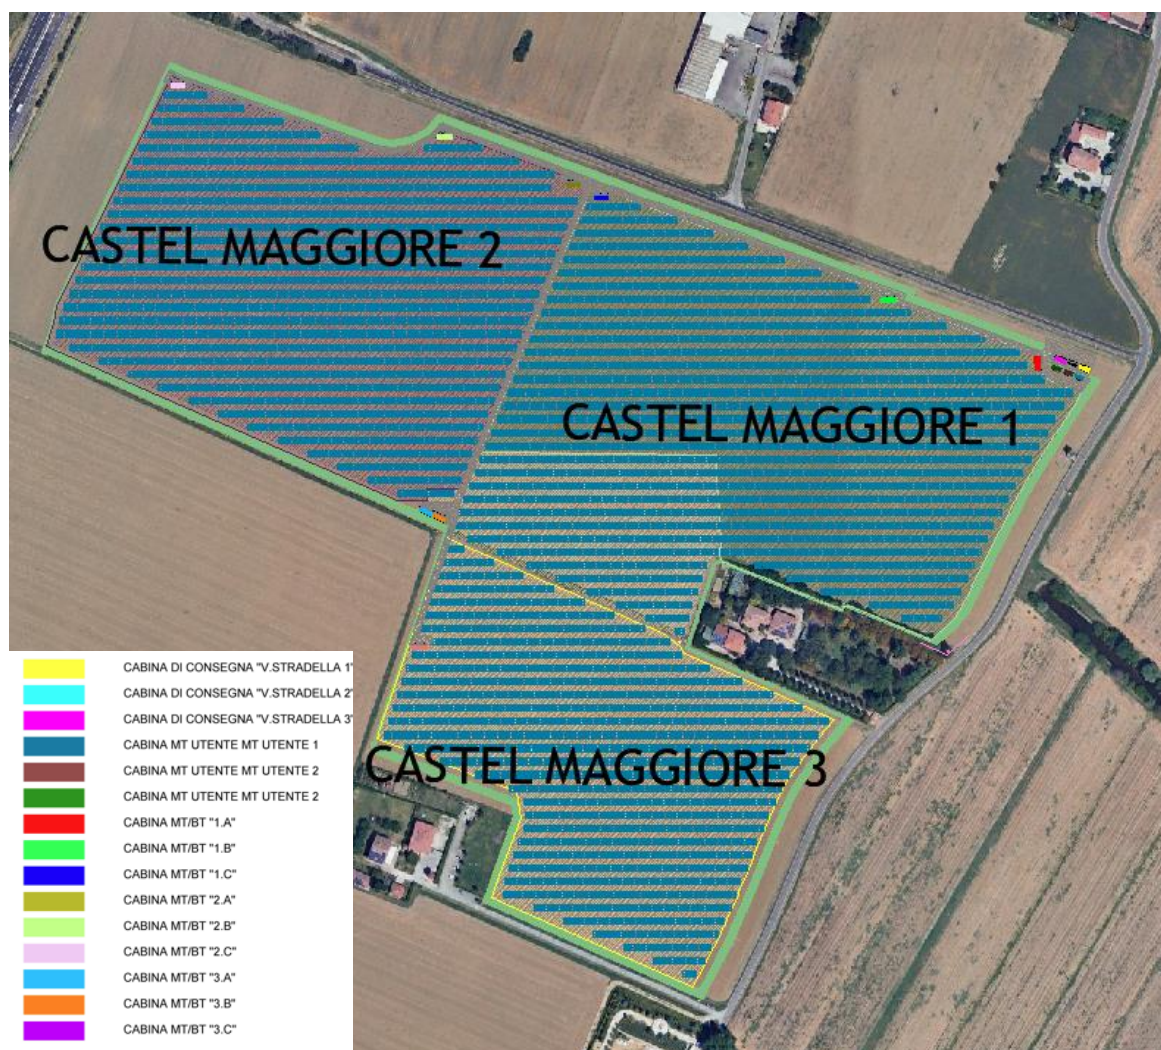 CASTEL MAGGIORE 2
CASTEL MAGGIORE 1
CASTEL MAGGIORE 3
CABINA DI CONSEGNA "V.STRADELLA 1"
CABINA DI CONSEGNA "V.STRADELLA 2"
CABINA DI CONSEGNA "V.STRADELLA 3"
CABINA MT UTENTE MT UTENTE 1
CABINA MT UTENTE MT UTENTE 2
CABINA MT UTENTE MT UTENTE 2
CABINA MT/BT "1.A"
CABINA MT/BT "1.B"
CABINA MT/BT "1.C"
CABINA MT/BT "2.A"
CABINA MT/BT "2.B"
CABINA MT/BT "2.C"
CABINA MT/BT "3.A"
CABINA MT/BT "3.B"
CABINA MT/BT "3.C"